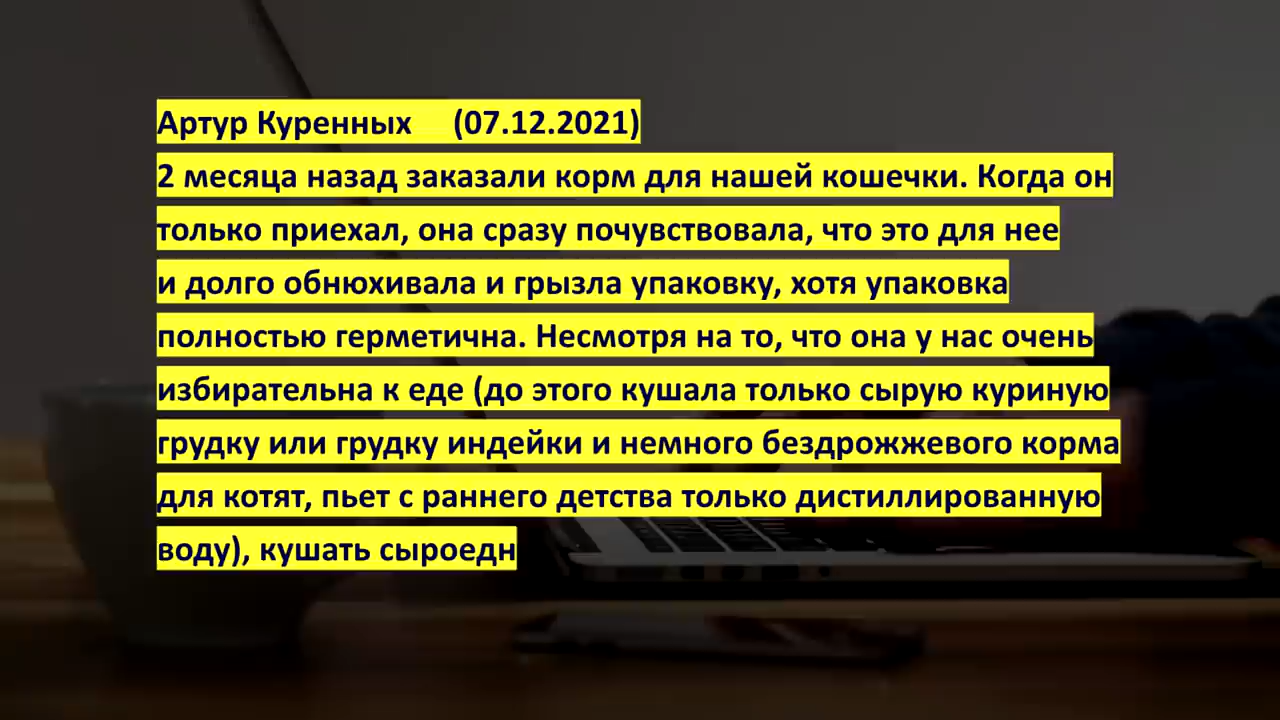 Артур Куренных (07.12.2021)
2 месяца назад заказали корм для нашей кошечки. Когда он
только приехал, она сразу почувствовала, что это для нее
и долго обнюхивала и грызла упаковку, хотя упаковка
полностью герметична. Несмотря на то, что она у нас очень
избирательна к еде (до этого кушала только сырую куриную
грудку или грудку индейки и немного бездрожжевого корма
для котят, пьет с раннего детства только дистиллированную
воду), кушать сыроедн